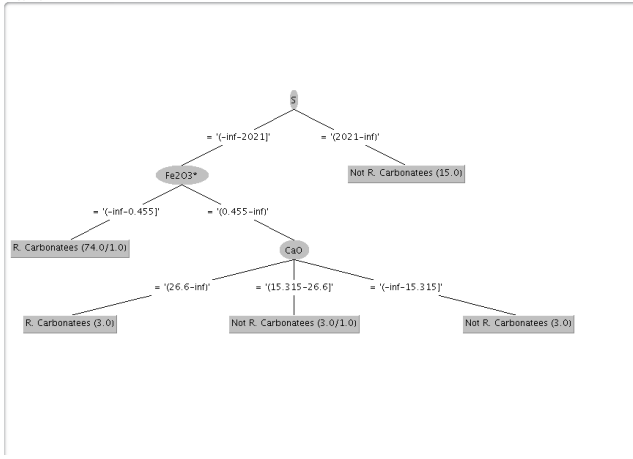 S
= '(-inf-2021]'
= '(2021-inf)'
Fe2O3*
Not R. Carbonatees (15.0)
= '(-inf-0.455]'
= '(0.455-inf)'
R. Carbonatees (74.0/1.0)
CaO
= '(26.6-inf)'
= '(15.315-26.6]'
= '(-inf-15.315]'
R. Carbonatees (3.0)
Not R. Carbonatees (3.0/1.0)
Not R. Carbonatees (3.0)